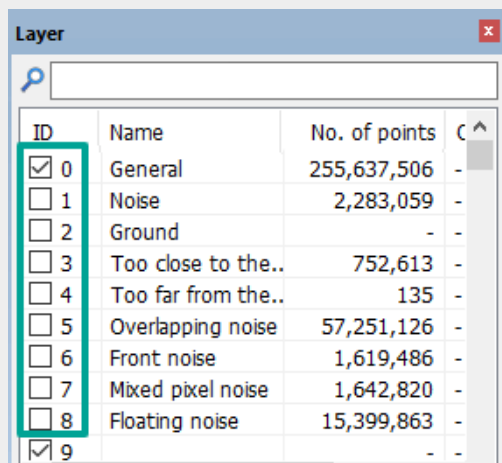 Layer
ID Name No. of points C
0 General 255,637,506 -
1 Noise 2,283,059 -
2 Ground - -
3 Too close to the.. 752,613 -
4 Too far from the.. 135 -
5 Overlapping noise 57,251,126 -
6 Front noise 1,619,486 -
7 Mixed pixel noise 1,642,820 -
8 Floating noise 15,399,863 -
9 - -